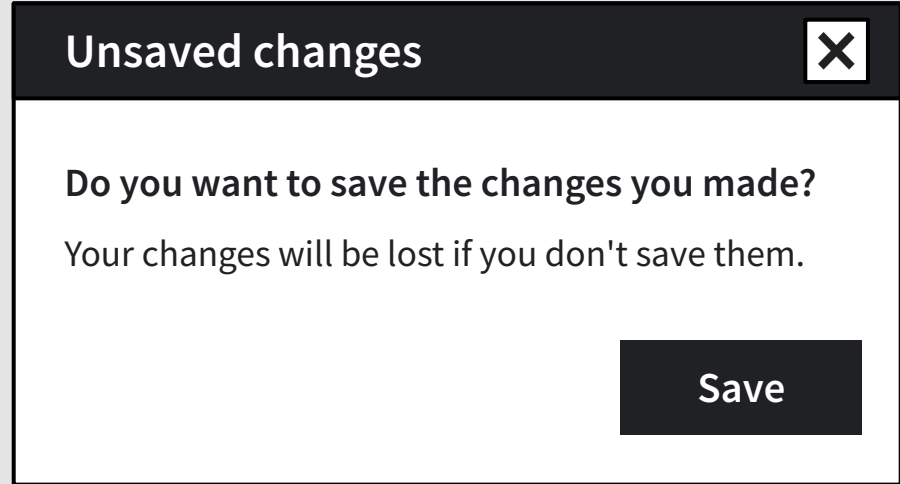 Unsaved changes
Do you want to save the changes you made?
Your changes will be lost if you don't save them.
Save